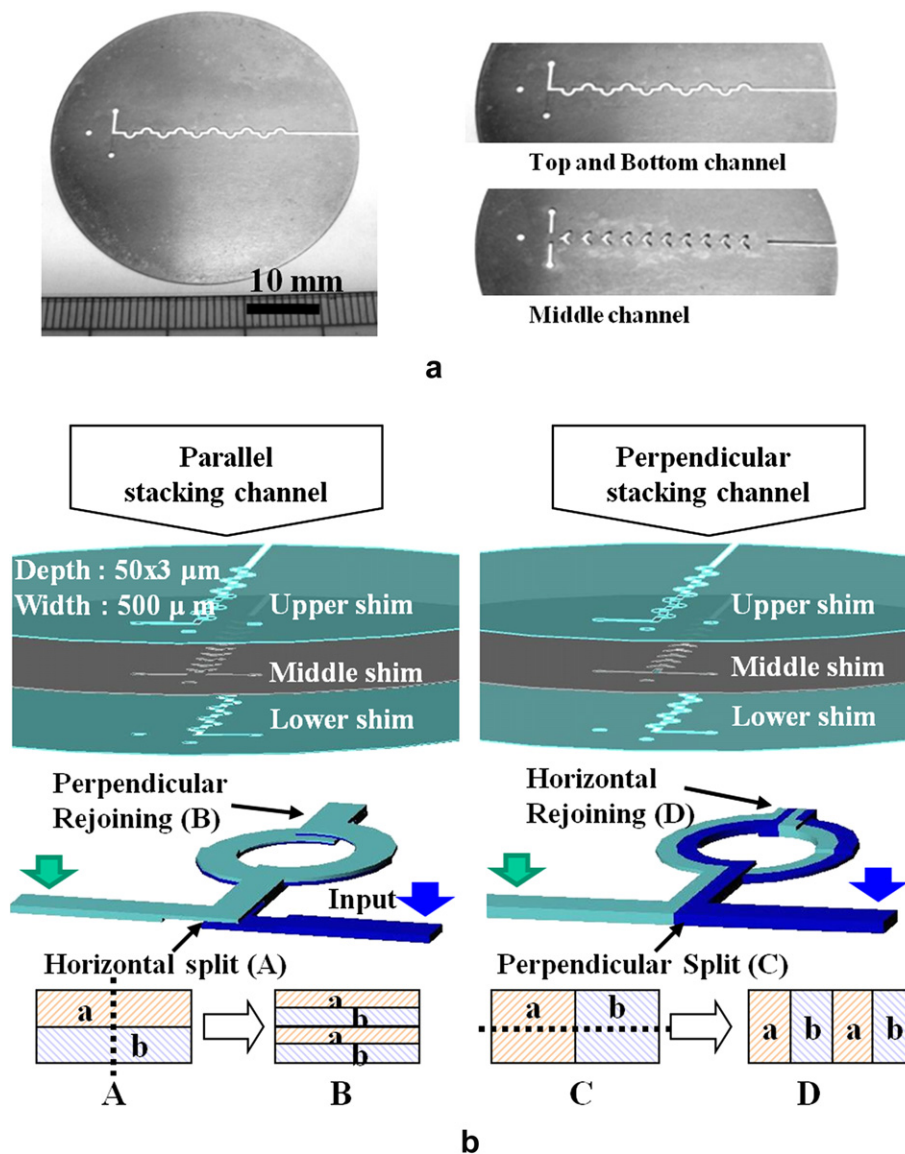 10 mm
Top and Bottom channel
Middle channel
a
Parallel
stacking channel
Perpendicular
stacking channel
Depth : 50x3 μm
Width : 500 μ m
Upper shim
Middle shim
Lower shim
Upper shim
Middle shim
Lower shim
Perpendicular
Rejoining (B)
Input
Horizontal split (A)
Horizontal
Rejoining (D)
Perpendicular Split (C)
a
b
a
b
a
b
a
b
a
b
a
b
A
B
C
D
b